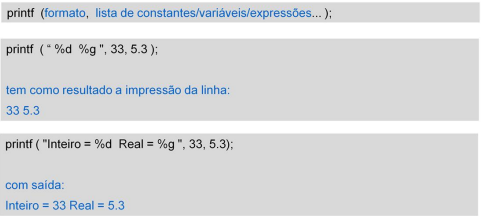 printf (formato, lista de constantes/variáveis/expressões... );
printf ( “ %d %g ", 33, 5.3 );
tem como resultado a impressão da linha:
33 5.3
printf ( "Inteiro = %d Real = %g ", 33, 5.3);
com saída:
Inteiro = 33 Real = 5.3